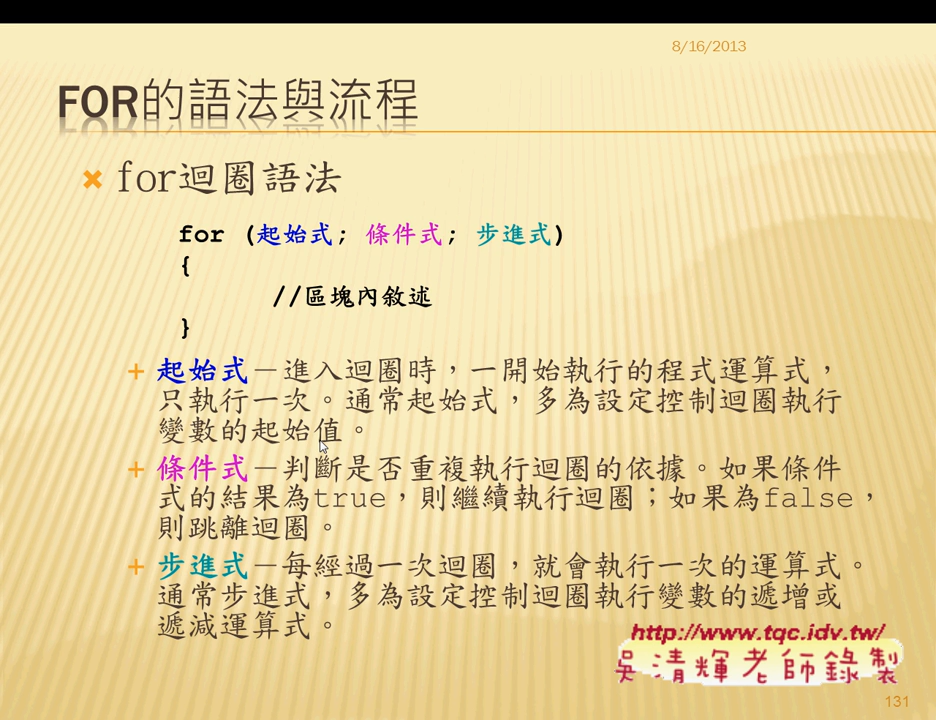 8/16/2013
FOR的語法與流程
for迴圈語法
for (起始式; 條件式; 步進式)
{
//區塊內敘述
}
起始式－進入迴圈時，一開始執行的程式運算式，
只執行一次。通常起始式，多為設定控制迴圈執行
變數的起始值。
條件式－判斷是否重複執行迴圈的依據。如果條件
式的結果為true，則繼續執行迴圈；如果為false，
則跳離迴圈。
步進式－每經過一次迴圈，就會執行一次的運算式。
通常步進式，多為設定控制迴圈執行變數的遞增或
遞減運算式。
http://www.tqc.idv.tw/
吳清輝老師錄製
131